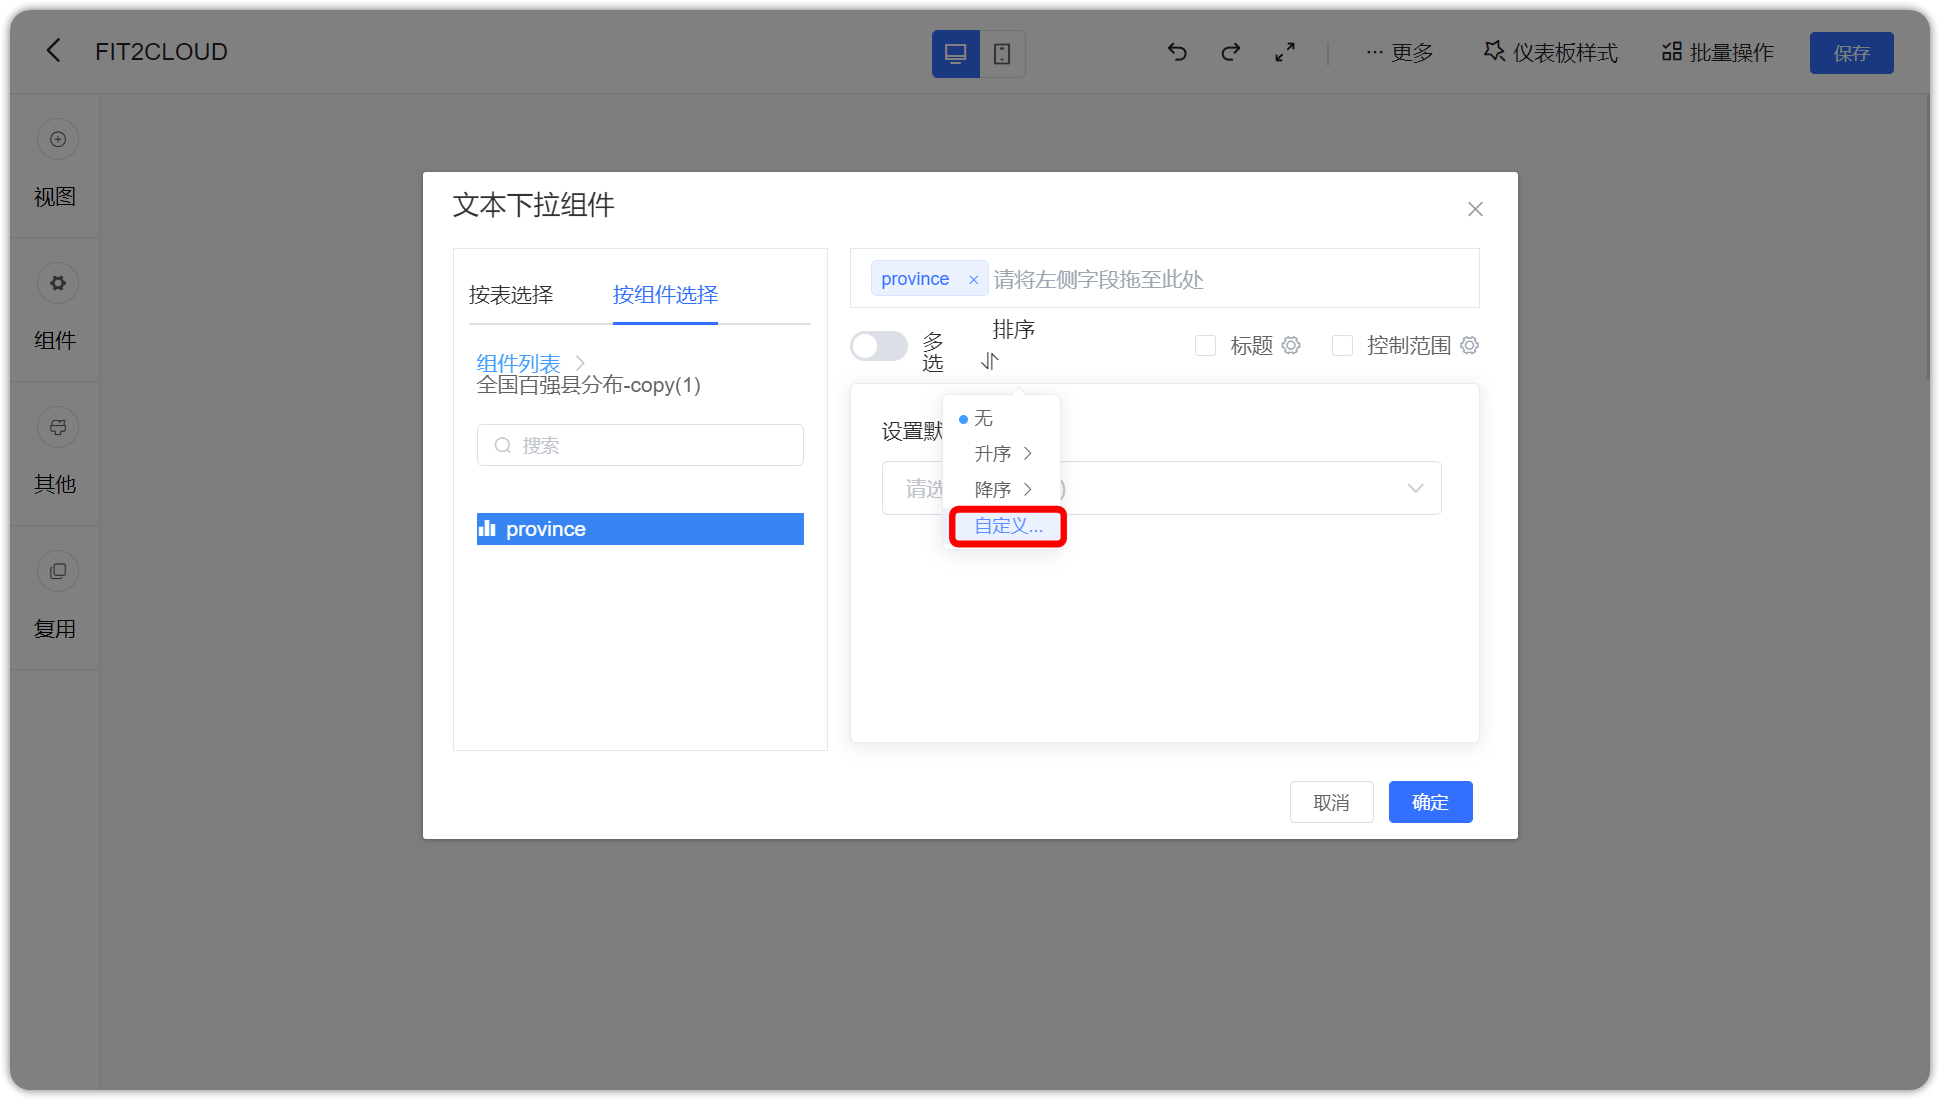 FIT2CLOUD
··· 更多
仪表板样式
批量操作
保存
视图
组件
其他
复用
文本下拉组件
按表选择
按组件选择
组件列表
全国百强县分布-copy(1)
搜索
province
province ×
请将左侧字段拖至此处
多选
排序
标题
控制范围
设置默
请选
)
无
升序
降序
自定义...
取消
确定